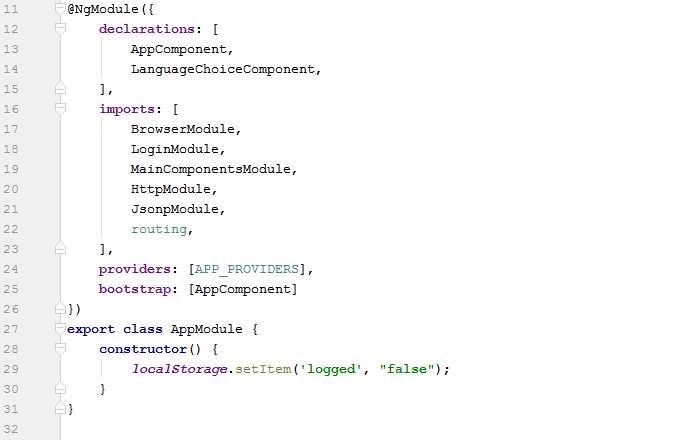 11 @NgModule({
12     declarations: [
13         AppComponent,
14         LanguageChoiceComponent,
15     ],
16     imports: [
17         BrowserModule,
18         LoginModule,
19         MainComponentsModule,
20         HttpModule,
21         JsonpModule,
22         routing,
23     ],
24     providers: [APP_PROVIDERS],
25     bootstrap: [AppComponent]
26 })
27 export class AppModule {
28     constructor() {
29         localStorage.setItem('logged', "false");
30     }
31 }
32